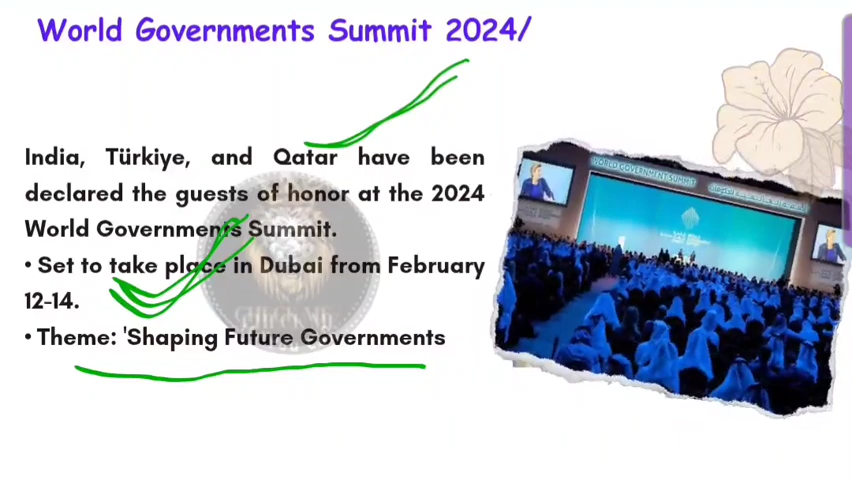 World Governments Summit 2024/
India, Türkiye, and Qatar have been
declared the guests of honor at the 2024
World Governments Summit.
• Set to take place in Dubai from February
12-14.
• Theme: 'Shaping Future Governments
WORLD GOVERNMENTS SUMMIT